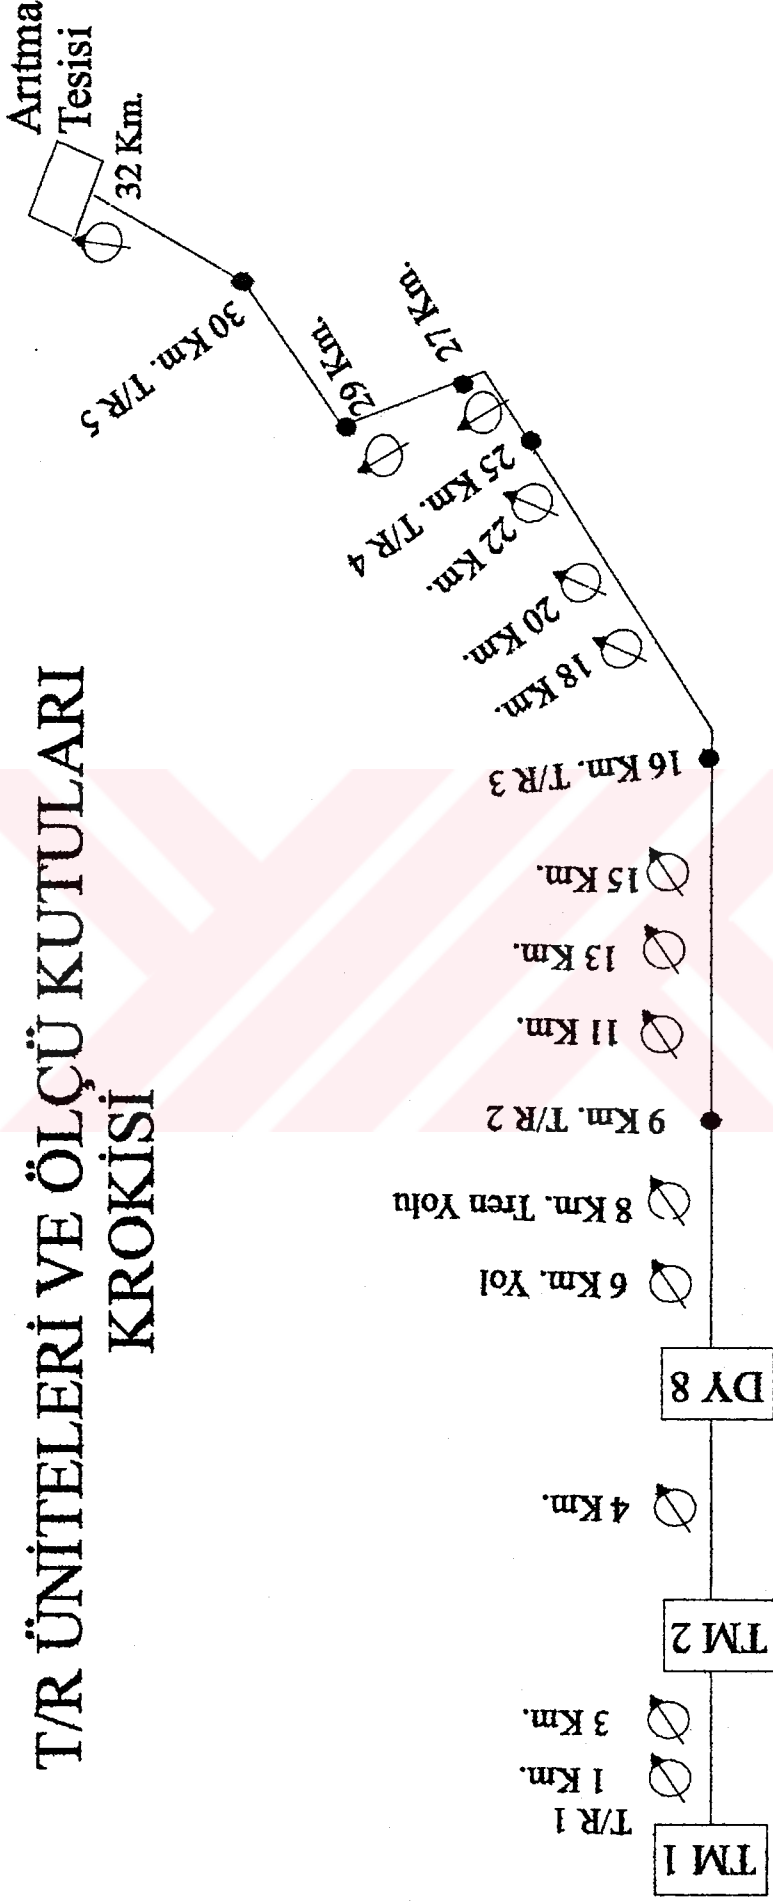 T/R ÜNİTELERİ VE ÖLÇÜ KUTULARI
KROKİSİ
TM 1
T/R 1
1 Km.
3 Km.
TM 2
4 Km.
DY 8
6 Km. Yol
8 Km. Tren Yolu
9 Km. T/R 2
11 Km.
13 Km.
15 Km.
16 Km. T/R 3
18 Km.
20 Km.
22 Km.
25 Km. T/R 4
27 Km.
29 Km.
30 Km. T/R 5
32 Km.
Arıtma
Tesisi